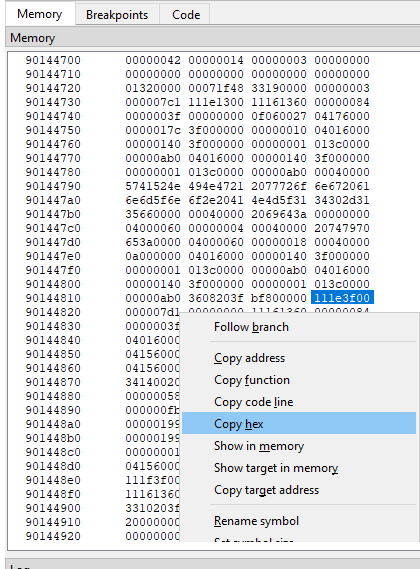 Memory Breakpoints Code
Memory
90144700 00000042 00000014 00000003 00000000
90144710 00000000 00000000 00000000 00000000
90144720 01320000 00071f48 33190000 00000003
90144730 000007c1 111e1300 11161360 00000084
90144740 0000003f 00000000 0f060027 04176000
90144750 0000017c 3f000000 00000010 04016000
90144760 00000140 3f000000 00000001 013c0000
90144770 00000ab0 04016000 00000140 3f000000
90144780 00000001 013c0000 00000ab0 04016000
90144790 5741524e 494e4721 2077726f 6e672061
901447a0 6e6d5f6e 6f2e2041 4e4d5f31 34302d31
901447b0 35660000 00040000 2069643a 00000000
901447c0 04000060 00000004 00040000 20747970
901447d0 653a0000 04000060 00000018 00040000
901447e0 0a000000 04016000 00000140 3f000000
901447f0 00000001 013c0000 00000ab0 04016000
90144800 00000140 3f000000 00000001 013c0000
90144810 00000ab0 3608203f bf800000 111e3f00
90144820 000007d1 00000000 11161360 00000084
90144830 0000003f
90144840 04016000
90144850 04156000
90144860 04156000
90144870 34140020
90144880 00000058
90144890 000000fb
901448a0 00000199
901448b0 00000199
901448c0 00000001
901448d0 04156000
901448e0 111f3f00
901448f0 11161360
90144900 3310203f
90144910 20000000
90144920 00000000
Follow branch
Copy address
Copy function
Copy code line
Copy hex
Show in memory
Show target in memory
Copy target address
Rename symbol
Set symbol size
Log